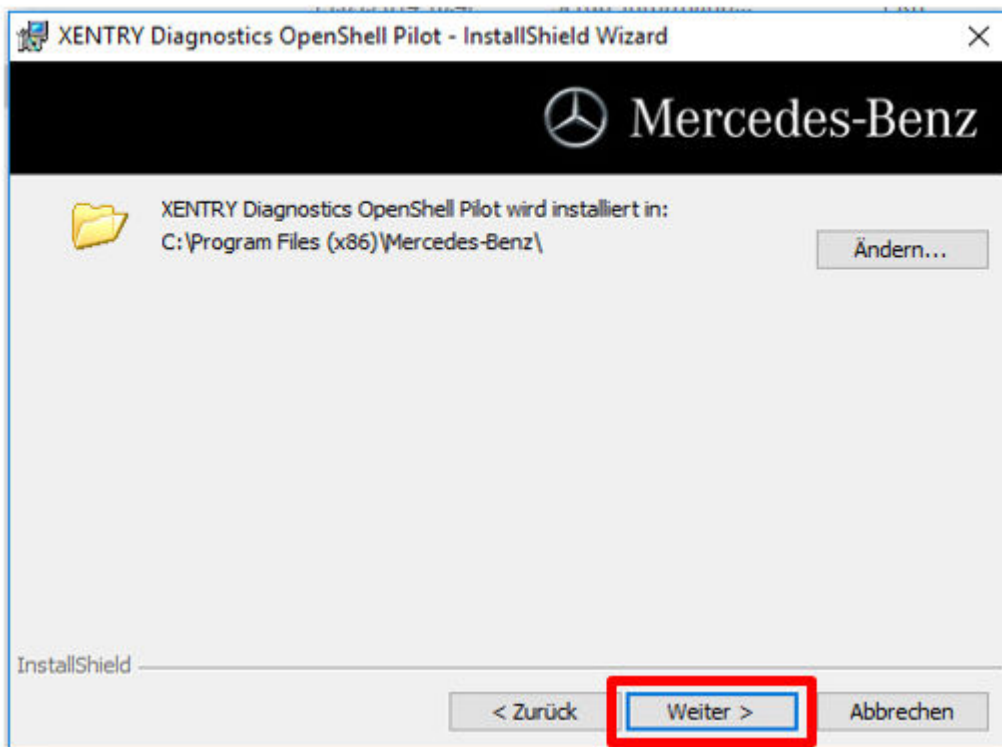 XENTRY Diagnostics OpenShell Pilot - InstallShield Wizard
Mercedes-Benz
XENTRY Diagnostics OpenShell Pilot wird installiert in:
C:\Program Files (x86)\Mercedes-Benz\
Ändern...
InstallShield
< Zurück
Weiter >
Abbrechen